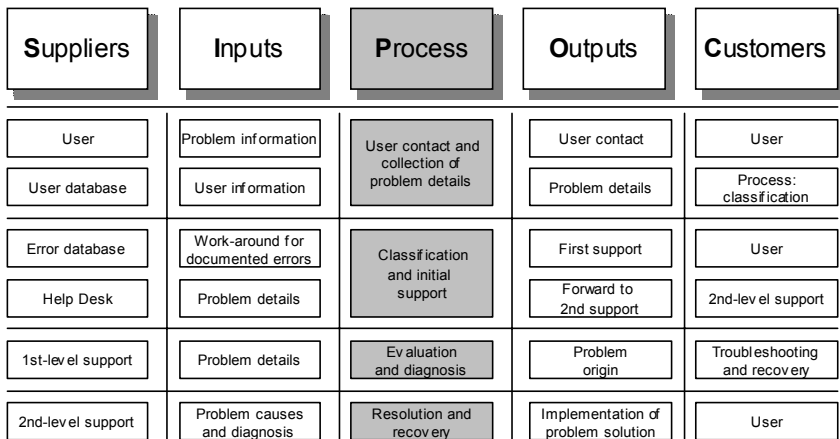 Suppliers Inputs Process Outputs Customers
User Problem information User contact and collection of problem details User contact User
User database User information Problem details Process: classification
Error database Work-around for documented errors Classification and initial support First support User
Help Desk Problem details Forward to 2nd support 2nd-level support
1st-level support Problem details Evaluation and diagnosis Problem origin Troubleshooting and recovery
2nd-level support Problem causes and diagnosis Resolution and recovery Implementation of problem solution User